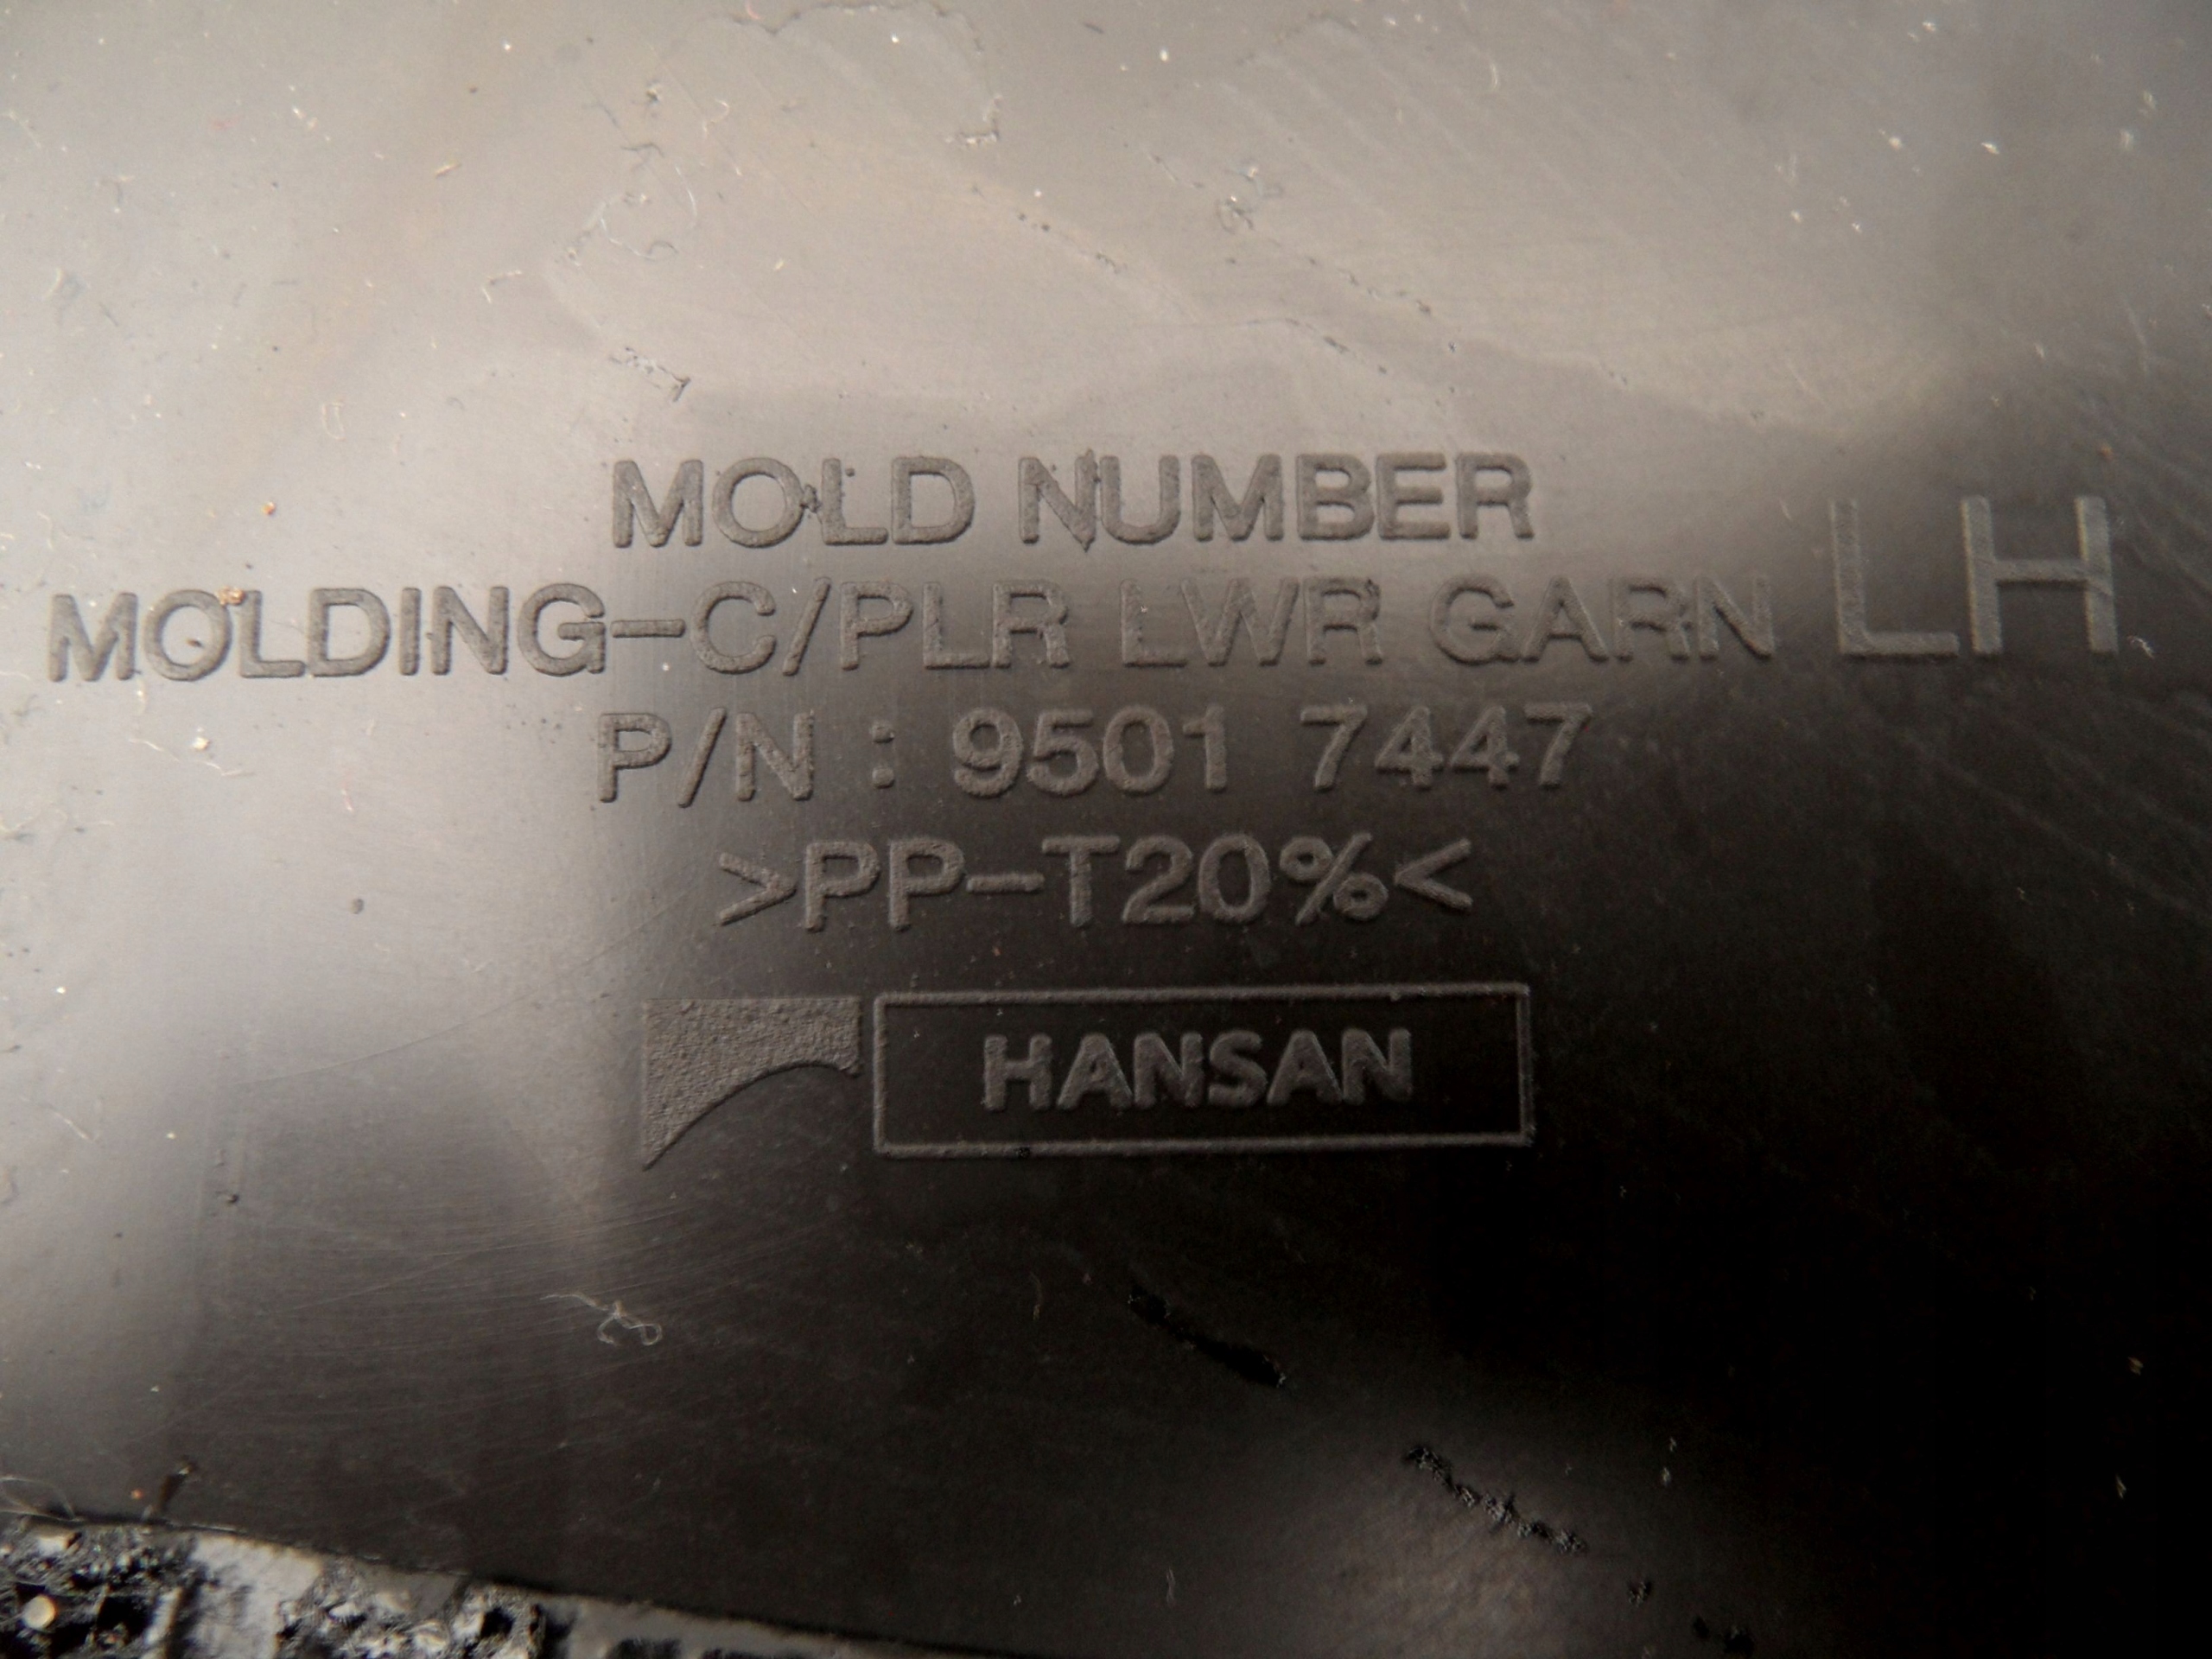 MOLD NUMBER
MOLDING-C/PLR LWR GARN LH
P/N : 9501 7447
>PP-T20%<
HANSAN